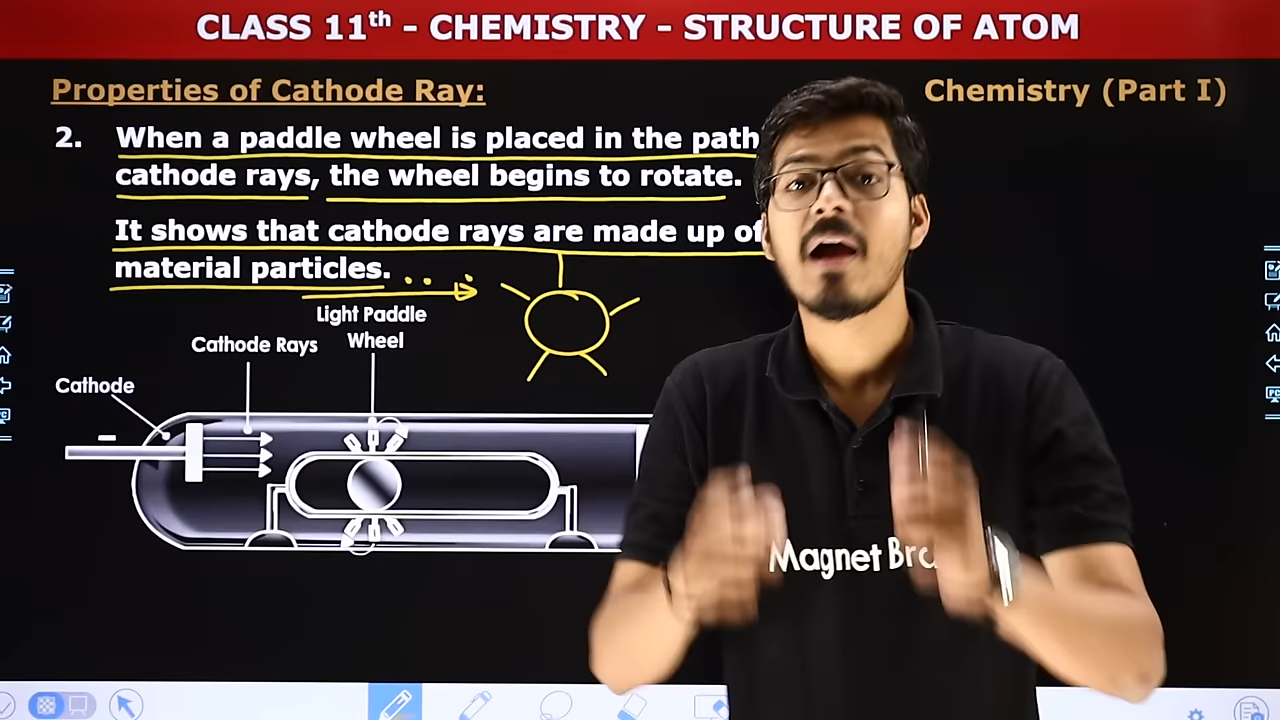 CLASS 11th - CHEMISTRY - STRUCTURE OF ATOM
Properties of Cathode Ray:
Chemistry (Part I)
2. When a paddle wheel is placed in the path
cathode rays, the wheel begins to rotate.
It shows that cathode rays are made up of
material particles.
Light Paddle
Wheel
Cathode Rays
Cathode
Magnet Bra